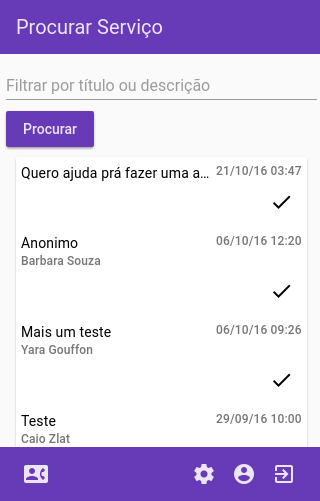 Procurar Serviço
Filtrar por título ou descrição
Procurar
Quero ajuda prá fazer uma a... 21/10/16 03:47
Anonimo 06/10/16 12:20
Barbara Souza
Mais um teste 06/10/16 09:26
Yara Gouffon
Teste 29/09/16 10:00
Caio Zlat